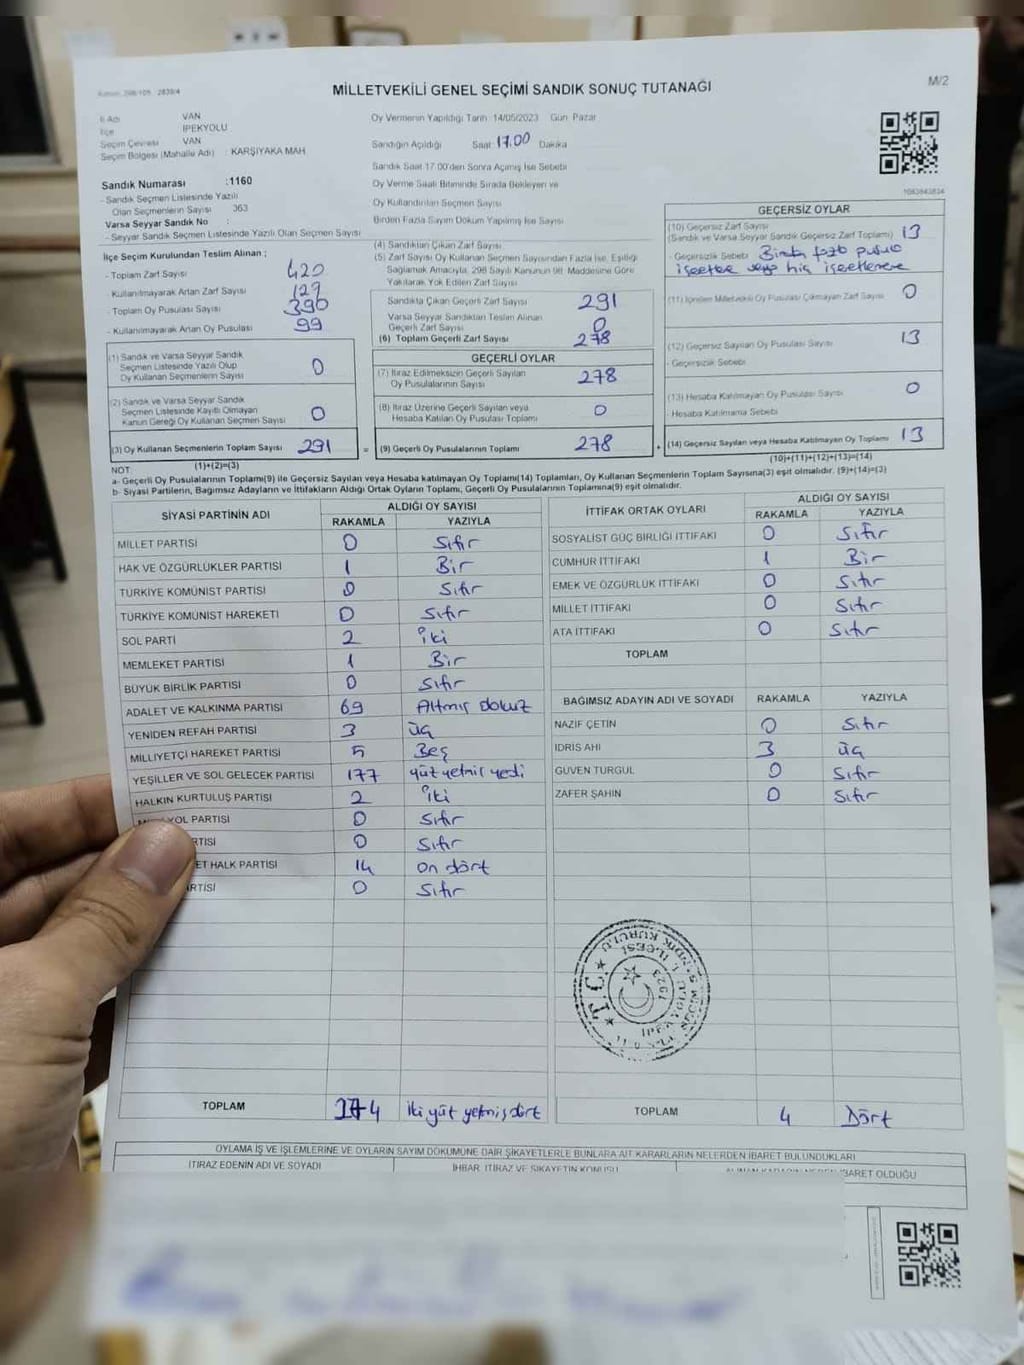 MİLLETVEKİLİ GENEL SEÇİMİ SANDIK SONUÇ TUTANAĞI
M/2
İl Adı VAN
İlçe İPEKYOLU
Seçim Çevresi VAN
Seçim Bölgesi (Mahalle Adı) : KARŞIYAKA MAH
Sandık Numarası :1160
- Sandık Seçmen Listesinde Yazılı
Olan Seçmenlerin Sayısı 363
Varsa Seyyar Sandık No :
- Seyyar Sandık Seçmen Listesinde Yazılı Olan Seçmen Sayısı
Oy Vermenin Yapıldığı Tarih: 14/05/2023 Gün: Pazar
Sandığın Açıldığı Saat 17.00 Dakika
Sandık Saat 17:00'den Sonra Açılmış İse Sebebi
Oy Verme Saati Bitiminde Sırada Bekleyen ve
Oy Kullandırılan Seçmen Sayısı
Birden Fazla Sayım Döküm Yapılmış İse Sayısı
İlçe Seçim Kurulundan Teslim Alınan ;
- Toplam Zarf Sayısı 420
- Kullanılmayarak Artan Zarf Sayısı 129
- Toplam Oy Pusulası Sayısı 390
- Kullanılmayarak Artan Oy Pusulası 99
(1) Sandık ve Varsa Seyyar Sandık
Seçmen Listesinde Yazılı Olup
Oy Kullanan Seçmenlerin Sayısı 0
(2) Sandık ve Varsa Seyyar Sandık
Seçmen Listesinde Kayıtlı Olmayan
Kanun Gereği Oy Kullanan Seçmen Sayısı 0
(3) Oy Kullanan Seçmenlerin Toplam Sayısı 291
(1)+(2)=(3)
(4) Sandıktan Çıkan Zarf Sayısı
(5) Zarf Sayısı Oy Kullanan Seçmen Sayısından Fazla İse, Eşitliği
Sağlamak Amacıyla, 298 Sayılı Kanunun 98. Maddesine Göre
Yakılarak Yok Edilen Zarf Sayısı
Sandıkta Çıkan Geçerli Zarf Sayısı 291
Varsa Seyyar Sandıktan Teslim Alınan
Geçerli Zarf Sayısı 0
(6) Toplam Geçerli Zarf Sayısı 278
GEÇERLİ OYLAR
(7) İtiraz Edilmeksizin Geçerli Sayılan
Oy Pusulalarının Sayısı 278
(8) İtiraz Üzerine Geçerli Sayılan veya
Hesaba Katılan Oy Pusulası Toplamı 0
= (9) Geçerli Oy Pusulalarının Toplamı 278
1083843834
GEÇERSİZ OYLAR
(10) Geçersiz Zarf Sayısı
(Sandık ve Varsa Seyyar Sandık Geçersiz Zarf Toplamı) 13
- Geçersizlik Sebebi
(11) İçinden Milletvekili Oy Pusulası Çıkmayan Zarf Sayısı 0
(12) Geçersiz Sayılan Oy Pusulası Sayısı 13
- Geçersizlik Sebebi
(13) Hesaba Katılmayan Oy Pusulası Sayısı 0
- Hesaba Katılmama Sebebi
+ (14) Geçersiz Sayılan veya Hesaba Katılmayan Oy Toplamı 13
(10)+(11)+(12)+(13)=(14)
NOT:
a- Geçerli Oy Pusulalarının Toplamı(9) ile Geçersiz Sayılan veya Hesaba katılmayan Oy Toplamı(14) Toplamları, Oy Kullanan Seçmenlerin Toplam Sayısına(3) eşit olmalıdır. (9)+(14)=(3)
b- Siyasi Partilerin, Bağımsız Adayların ve İttifakların Aldığı Ortak Oyların Toplamı, Geçerli Oy Pusulalarının Toplamına(9) eşit olmalıdır.
SİYASİ PARTİNİN ADI ALDIĞI OY SAYISI
RAKAMLA YAZIYLA
MİLLET PARTİSİ 0 Sıfır
HAK VE ÖZGÜRLÜKLER PARTİSİ 1 Bir
TÜRKİYE KOMÜNİST PARTİSİ 0 Sıfır
TÜRKİYE KOMÜNİST HAREKETİ 0 Sıfır
SOL PARTİ 2 iki
MEMLEKET PARTİSİ 1 Bir
BÜYÜK BİRLİK PARTİSİ 0 Sıfır
ADALET VE KALKINMA PARTİSİ 69 Altmış dokuz
YENİDEN REFAH PARTİSİ 3 üç
MİLLİYETÇİ HAREKET PARTİSİ 5 Beş
YEŞİLLER VE SOL GELECEK PARTİSİ 177 yüz yetmiş yedi
HALKIN KURTULUŞ PARTİSİ 2 iki
YOL PARTİSİ 0 Sıfır
RTİSİ 0 Sıfır
ET HALK PARTİSİ 14 on dört
ARTİSİ 0 Sıfır
TOPLAM 274 iki yüz yetmiş dört
İTTİFAK ORTAK OYLARI ALDIĞI OY SAYISI
RAKAMLA YAZIYLA
SOSYALİST GÜÇ BİRLİĞİ İTTİFAKI 0 Sıfır
CUMHUR İTTİFAKI 1 Bir
EMEK VE ÖZGÜRLÜK İTTİFAKI 0 Sıfır
MİLLET İTTİFAKI 0 Sıfır
ATA İTTİFAKI 0 Sıfır
TOPLAM
BAĞIMSIZ ADAYIN ADI VE SOYADI RAKAMLA YAZIYLA
NAZİF ÇETİN 0 Sıfır
İDRİS AHİ 3 üç
GÜVEN TURGUL 0 Sıfır
ZAFER ŞAHİN 0 Sıfır
T.C.
TOPLAM 4 Dört
OYLAMA İŞ VE İŞLEMLERİNE VE OYLARIN SAYIM DÖKÜMÜNE DAİR ŞİKAYETLERLE BUNLARA AİT KARARLARIN NELERDEN İBARET BULUNDUKLARI
İTİRAZ EDENİN ADI VE SOYADI İHBAR, İTİRAZ VE ŞİKAYETİN KONUSU İBARET OLDUĞU